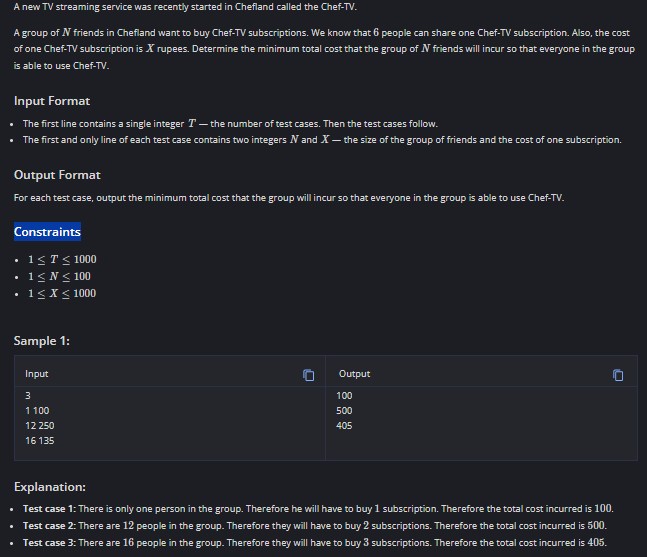 A new TV streaming service was recently started in Chefland called the Chef-TV.
A group of N friends in Chefland want to buy Chef-TV subscriptions. We know that 6 people can share one Chef-TV subscription. Also, the cost
of one Chef-TV subscription is X rupees. Determine the minimum total cost that the group of N friends will incur so that everyone in the group
is able to use Chef-TV.
Input Format
• The first line contains a single integer T — the number of test cases. Then the test cases follow.
• The first and only line of each test case contains two integers N and X — the size of the group of friends and the cost of one subscription.
Output Format
For each test case, output the minimum total cost that the group will incur so that everyone in the group is able to use Chef-TV.
Constraints
• 1 ≤ T ≤ 1000
• 1 ≤ N ≤ 100
• 1 ≤ X ≤ 1000
Sample 1:
Input Output
3 100
1 100 500
12 250 405
16 135
Explanation:
• Test case 1: There is only one person in the group. Therefore he will have to buy 1 subscription. Therefore the total cost incurred is 100.
• Test case 2: There are 12 people in the group. Therefore they will have to buy 2 subscriptions. Therefore the total cost incurred is 500.
• Test case 3: There are 16 people in the group. Therefore they will have to buy 3 subscriptions. Therefore the total cost incurred is 405.